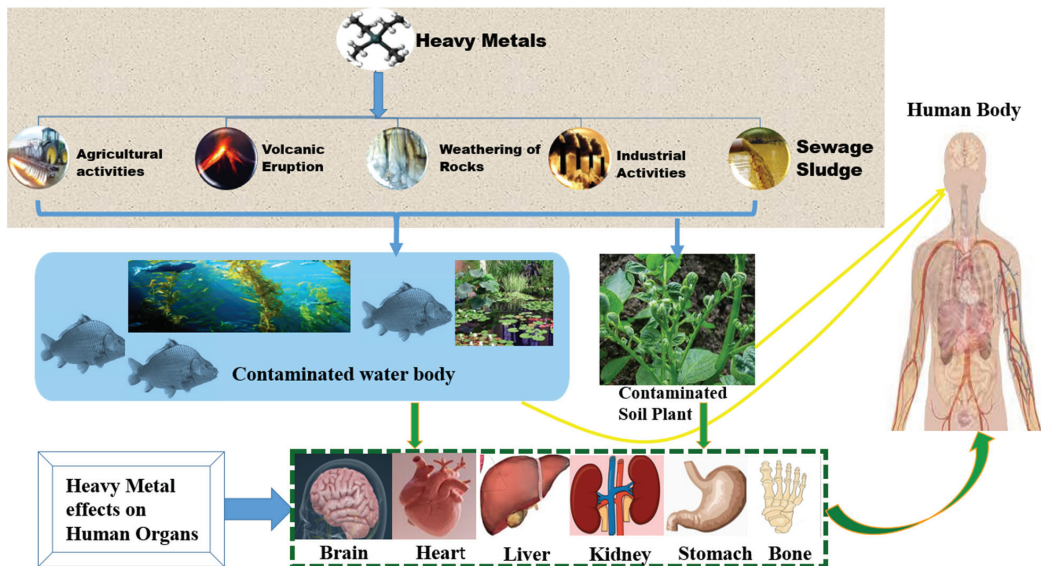 Heavy Metals
Agricultural
activities
Volcanic
Eruption
Weathering of
Rocks
Industrial
Activities
Sewage
Sludge
Human Body
Contaminated water body
Contaminated
Soil Plant
Heavy Metal
effects on
Human Organs
Brain
Heart
Liver
Kidney
Stomach
Bone